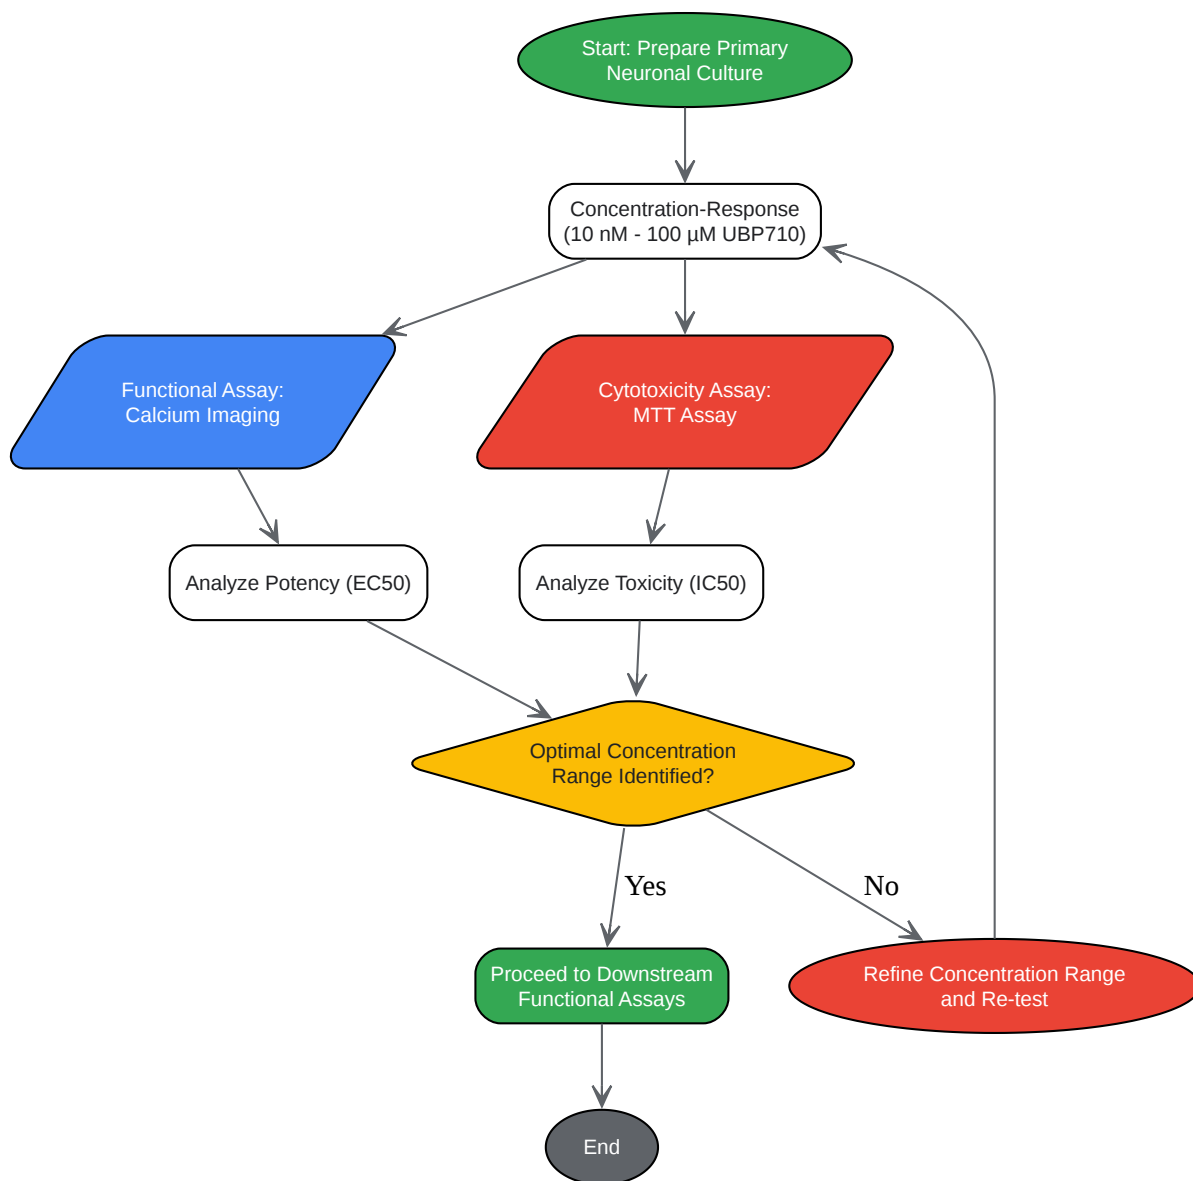 Start: Prepare Primary
Neuronal Culture
Concentration-Response
(10 nM - 100 µM UBP710)
Functional Assay:
Calcium Imaging
Cytotoxicity Assay:
MTT Assay
Analyze Potency (EC50)
Analyze Toxicity (IC50)
Optimal Concentration
Range Identified?
Yes
No
Proceed to Downstream
Functional Assays
Refine Concentration Range
and Re-test
End